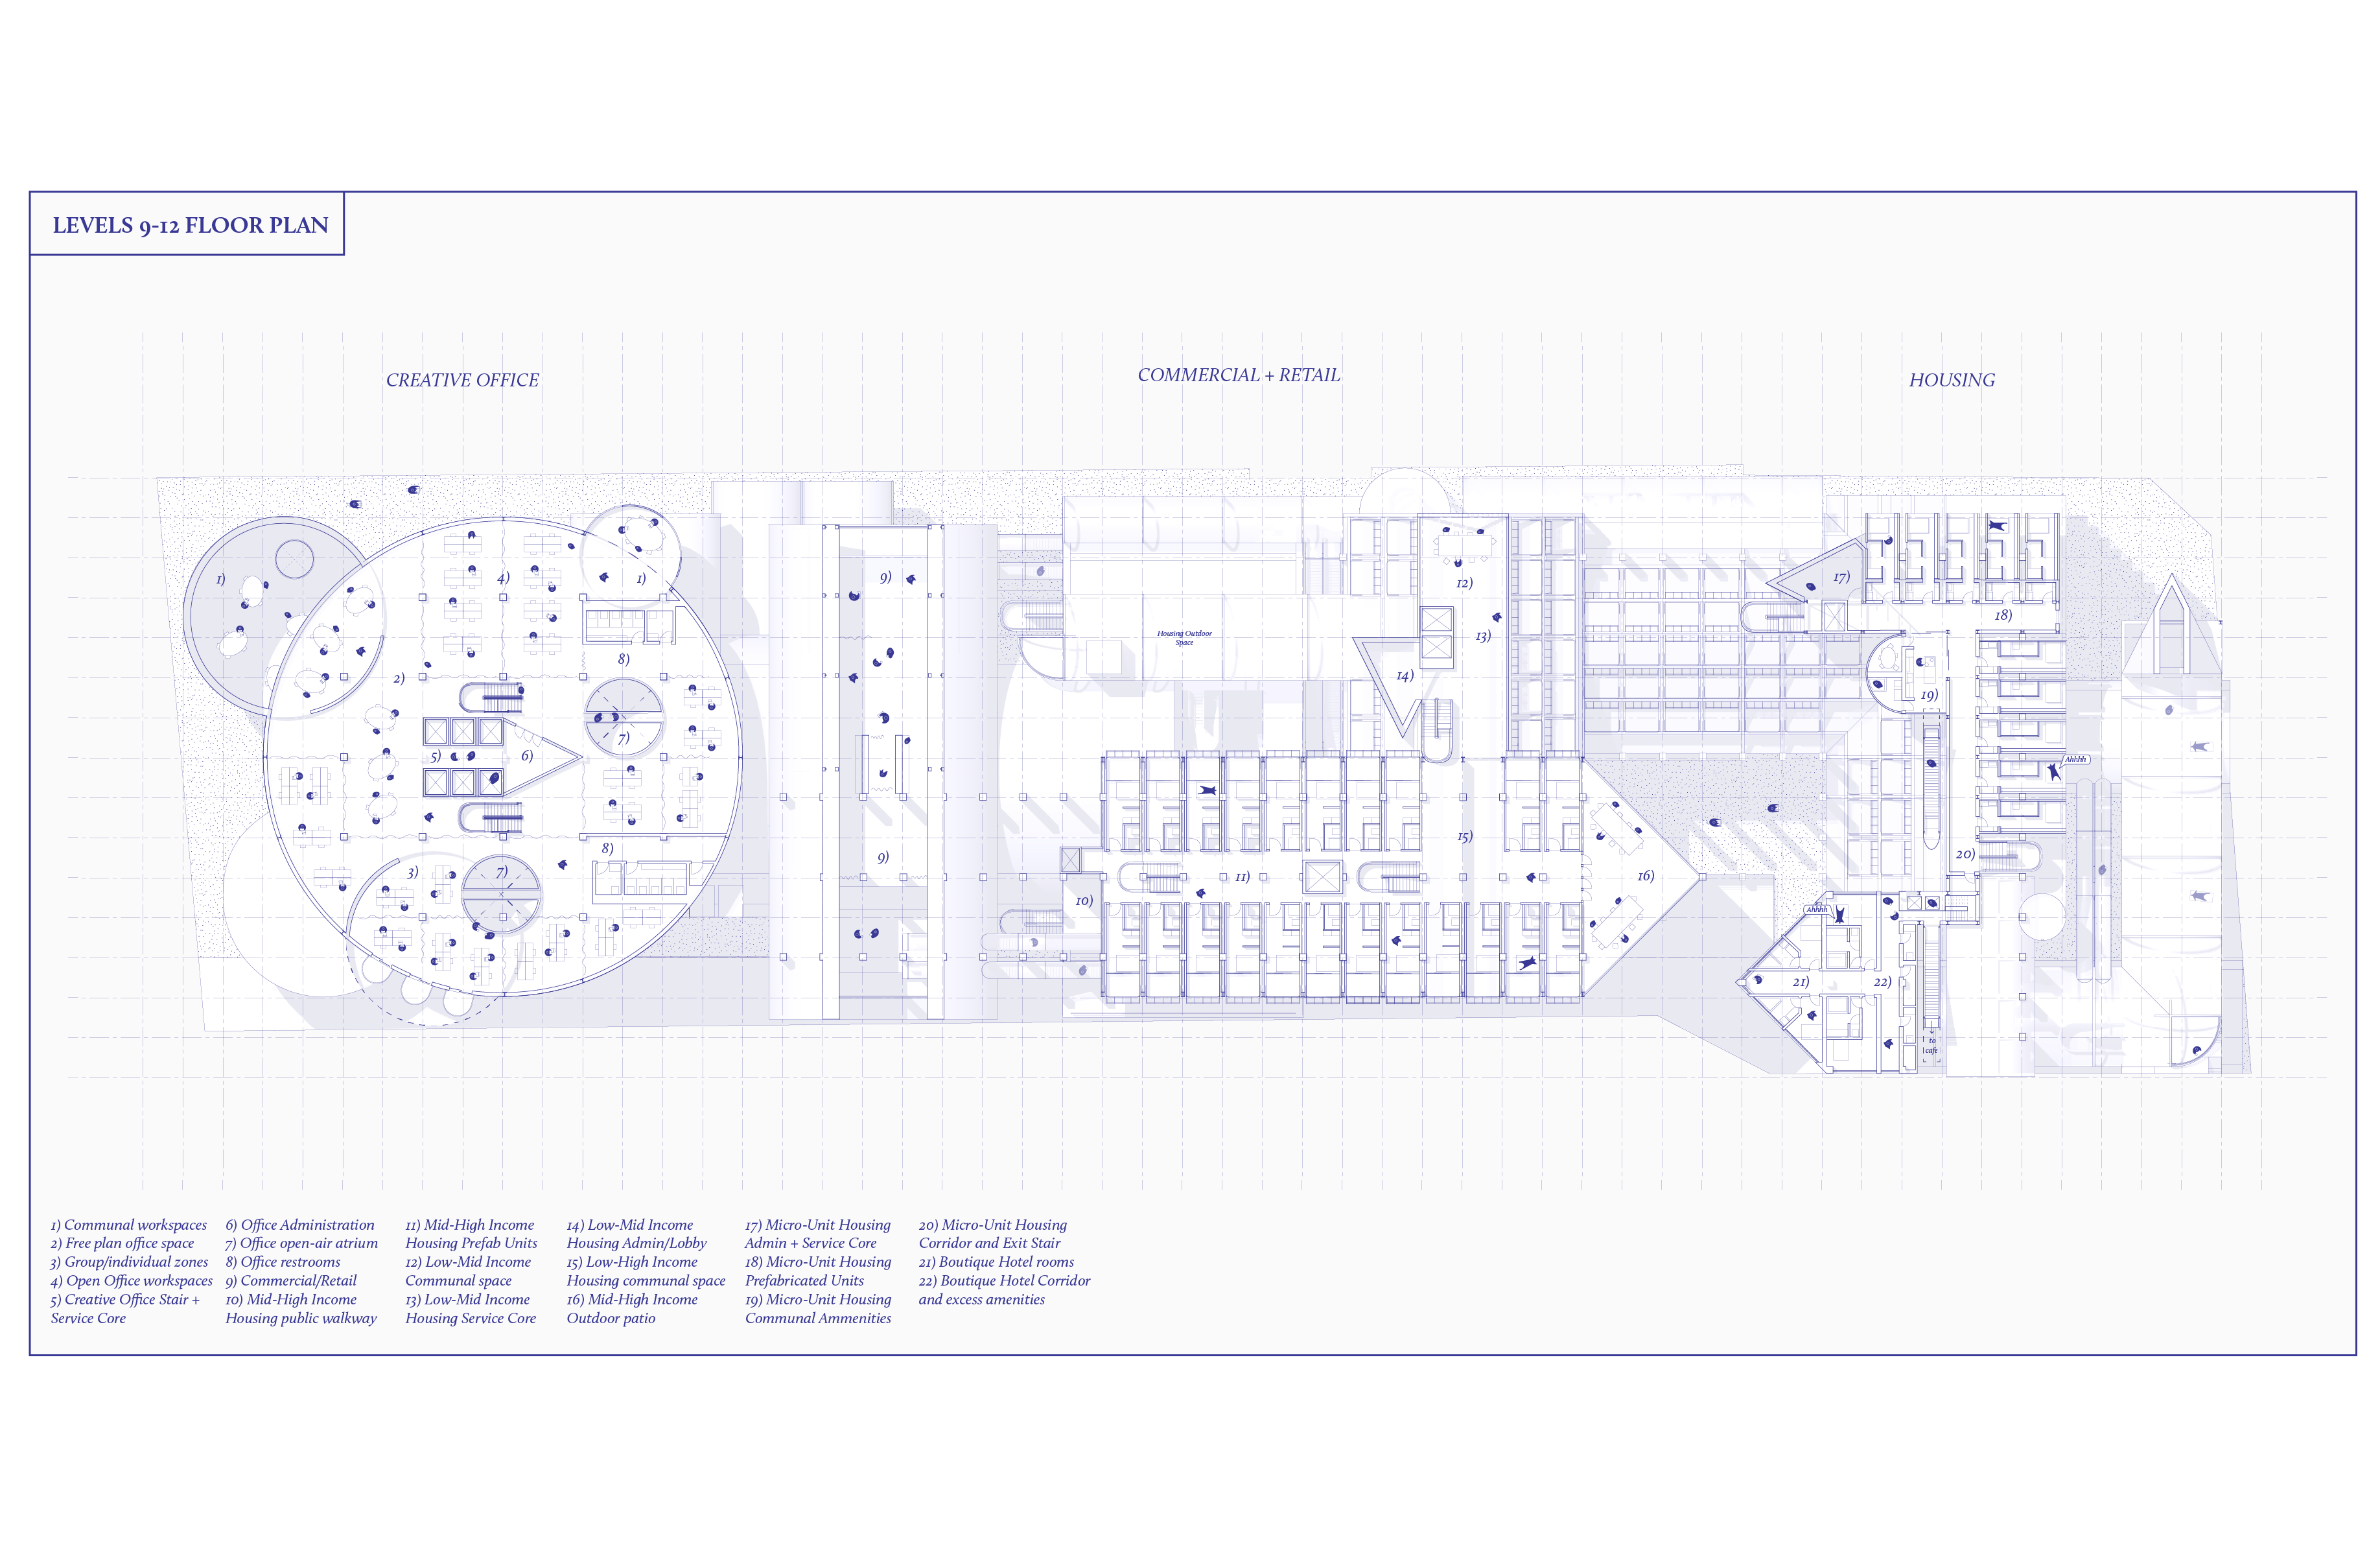 LEVELS 9-12 FLOOR PLAN
CREATIVE OFFICE
COMMERCIAL + RETAIL
HOUSING
1)
4)
1)
9)
12)
17)
18)
13)
Housing Outdoor
Space
8)
2)
14)
19)
7)
5)
6)
Ahhhh
15)
8)
9)
20)
3)
7)
11)
16)
10)
Ahhhh
21)
22)
to
cafe
1) Communal workspaces
2) Free plan office space
3) Group/individual zones
4) Open Office workspaces
5) Creative Office Stair +
Service Core
6) Office Administration
7) Office open-air atrium
8) Office restrooms
9) Commercial/Retail
10) Mid-High Income
Housing public walkway
11) Mid-High Income
Housing Prefab Units
12) Low-Mid Income
Communal space
13) Low-Mid Income
Housing Service Core
14) Low-Mid Income
Housing Admin/Lobby
15) Low-High Income
Housing communal space
16) Mid-High Income
Outdoor patio
17) Micro-Unit Housing
Admin + Service Core
18) Micro-Unit Housing
Prefabricated Units
19) Micro-Unit Housing
Communal Ammenities
20) Micro-Unit Housing
Corridor and Exit Stair
21) Boutique Hotel rooms
22) Boutique Hotel Corridor
and excess amenities